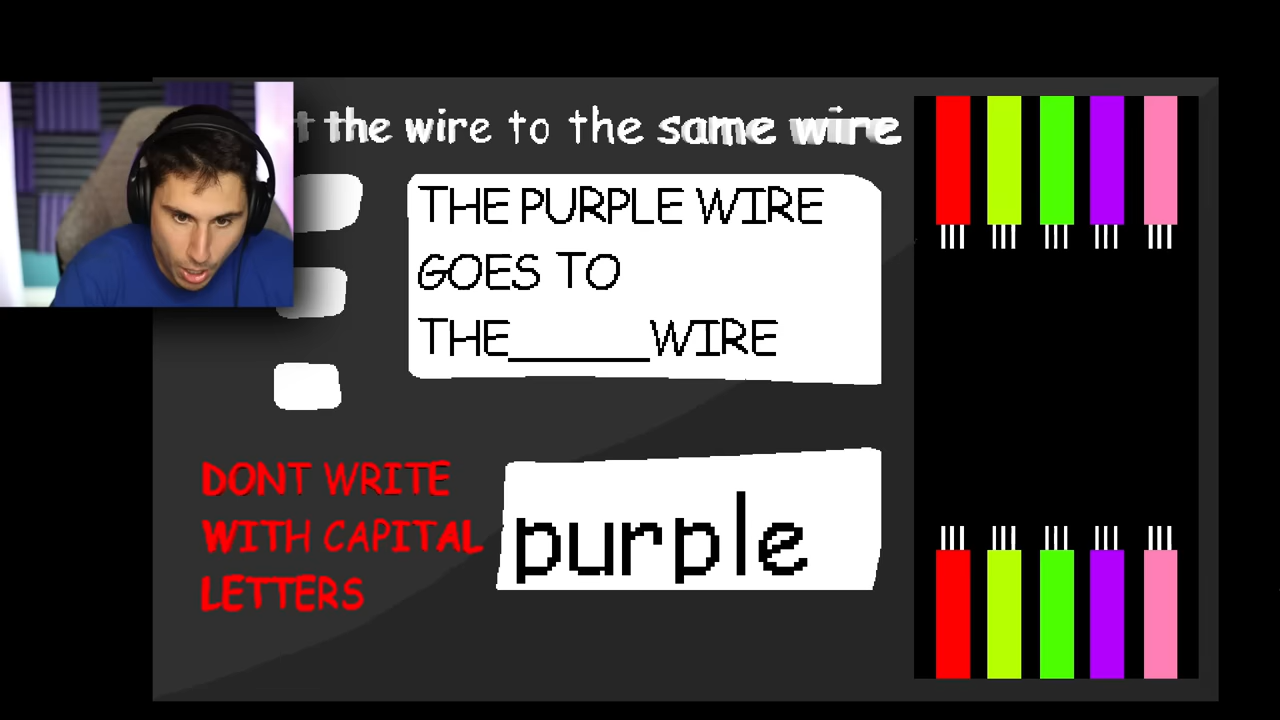 the wire to the same wire
THE PURPLE WIRE
GOES TO
THE______WIRE
DONT WRITE
WITH CAPITAL
LETTERS
purple